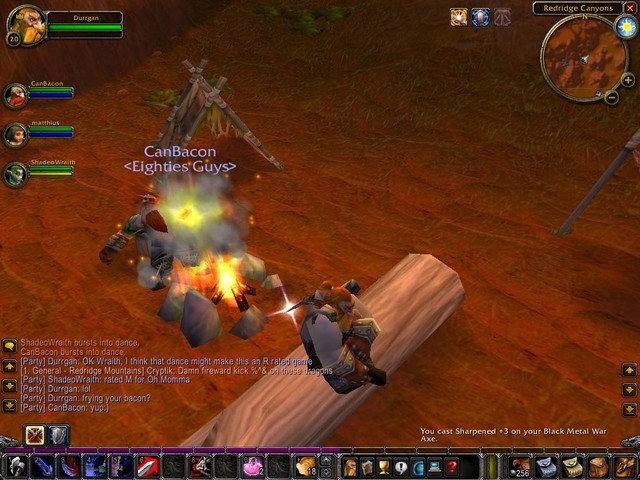 Durrgan
20
Redridge Canyons
N
CanBacon
matthius
ShadeoWraith
CanBacon
<Eighties Guys>
ShadeoWraith bursts into dance.
CanBacon bursts into dance.
[Party] Durrgan: OK Wraith, I think that dance might make this an R rated game
[1. General - Redridge Mountains] Cryptik: Damn fireward kick %^& on these dragons
[Party] ShadeoWraith: rated M for Oh Momma
[Party] Durrgan: lol
[Party] Durrgan: frying your bacon?
[Party] CanBacon: yup:)
You cast Sharpened +3 on your Black Metal War
Axe.
2
18
256